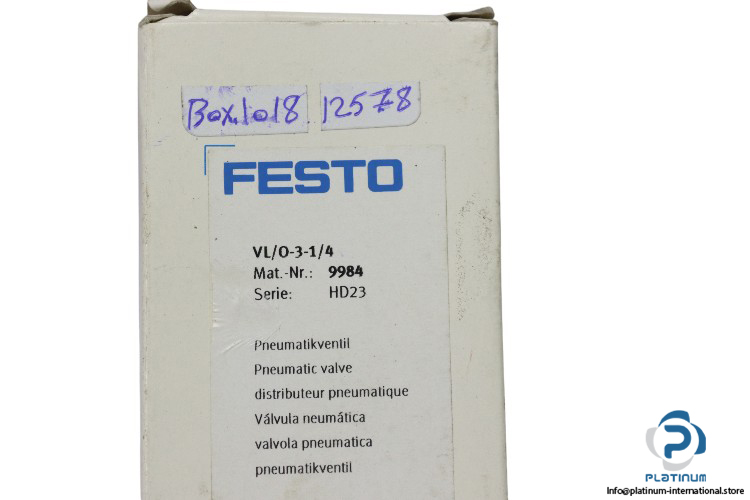 Box.1018 12578
FESTO
VL/O-3-1/4
Mat.-Nr.: 9984
Serie: HD23
Pneumatikventil
Pneumatic valve
distributeur pneumatique
Válvula neumática
valvola pneumatica
pneumatikventil
PLATINUM
Info@platinum-international.store